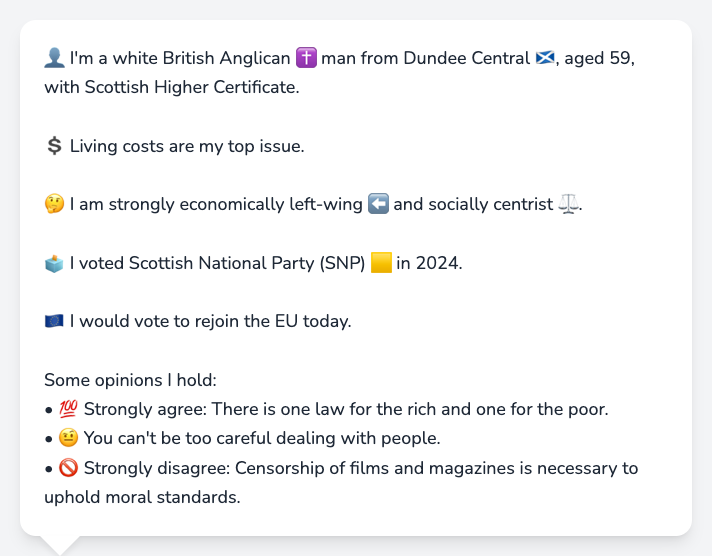 👤 I'm a white British Anglican ✝️ man from Dundee Central 🏴󠁧󠁢󠁳󠁣󠁴󠁿, aged 59,
with Scottish Higher Certificate.
💲 Living costs are my top issue.
🤔 I am strongly economically left-wing ⬅️ and socially centrist ⚖️.
🗳️ I voted Scottish National Party (SNP) 🟨 in 2024.
🇪🇺 I would vote to rejoin the EU today.
Some opinions I hold:
• 💯 Strongly agree: There is one law for the rich and one for the poor.
• 🤨 You can't be too careful dealing with people.
• 🚫 Strongly disagree: Censorship of films and magazines is necessary to
uphold moral standards.